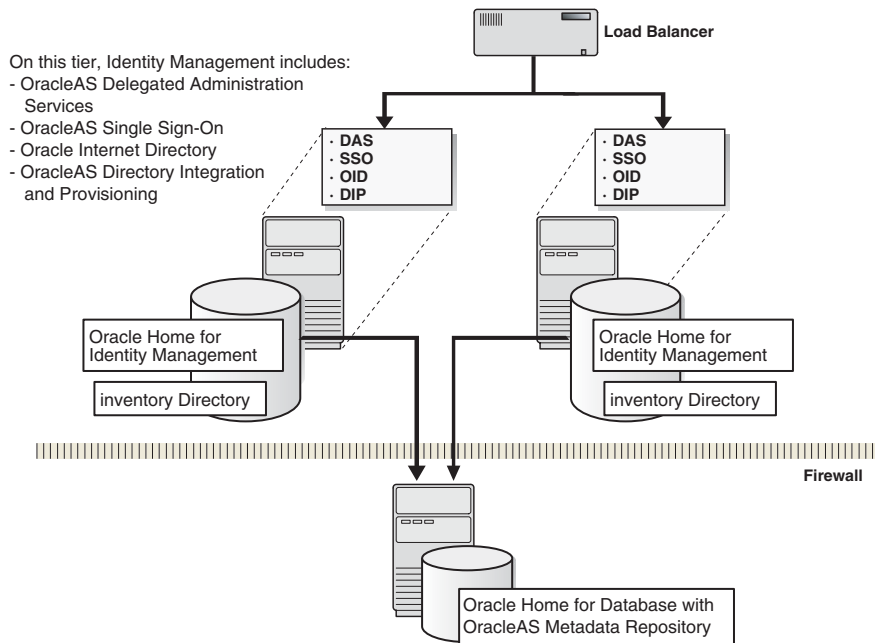 Load Balancer
On this tier, Identity Management includes:
- OracleAS Delegated Administration
Services
- OracleAS Single Sign-On
- Oracle Internet Directory
- OracleAS Directory Integration
and Provisioning
· DAS
· SSO
· OID
· DIP
· DAS
· SSO
· OID
· DIP
Oracle Home for
Identity Management
inventory Directory
Oracle Home for
Identity Management
inventory Directory
Firewall
Oracle Home for Database with
OracleAS Metadata Repository